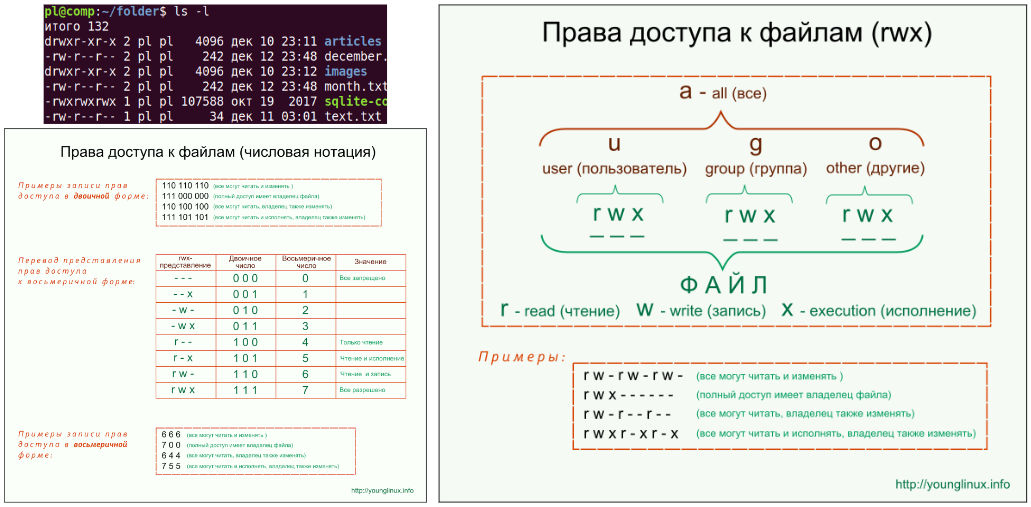 pl@comp:~/folder$ ls -l
итого 132
drwxr-xr-x 2 pl pl 4096 дек 10 23:11 articles
-rw-r--r-- 2 pl pl 242 дек 12 23:48 december.
drwxr-xr-x 2 pl pl 4096 дек 10 23:12 images
-rw-r--r-- 2 pl pl 242 дек 12 23:48 month.txt
-rwxrwxrwx 1 pl pl 107588 окт 19 2017 sqlite-co
-rw-r--r-- 1 pl pl 34 дек 11 03:01 text.txt
Права доступа к файлам (числовая нотация)
Примеры записи прав
доступа в двоичной форме:
110 110 110 (все могут читать и изменять )
111 000 000 (полный доступ имеет владелец файла)
110 100 100 (все могут читать, владелец также изменять)
111 101 101 (все могут читать и исполнять, владелец также изменять)
Перевод представления
прав доступа
к восьмеричной форме:
rwx-представление Двоичное число Восьмеричное число Значение
- - - 0 0 0 0 Все запрещено
- - x 0 0 1 1
- w - 0 1 0 2
- w x 0 1 1 3
r - - 1 0 0 4 Только чтение
r - x 1 0 1 5 Чтение и исполнение
r w - 1 1 0 6 Чтение и запись
r w x 1 1 1 7 Все разрешено
Примеры записи прав
доступа в восьмеричной
форме:
6 6 6 (все могут читать и изменять )
7 0 0 (полный доступ имеет владелец файла)
6 4 4 (все могут читать, владелец также изменять)
7 5 5 (все могут читать и исполнять, владелец также изменять)
http://younglinux.info
Права доступа к файлам (rwx)
a - all (все)
u g o
user (пользователь) group (группа) other (другие)
r w x r w x r w x
_ _ _ _ _ _ _ _ _
Ф А Й Л
r - read (чтение) w - write (запись) x - execution (исполнение)
Примеры:
r w - r w - r w - (все могут читать и изменять )
r w x - - - - - - (полный доступ имеет владелец файла)
r w - r - - r - - (все могут читать, владелец также изменять)
r w x r - x r - x (все могут читать и исполнять, владелец также изменять)
http://younglinux.info